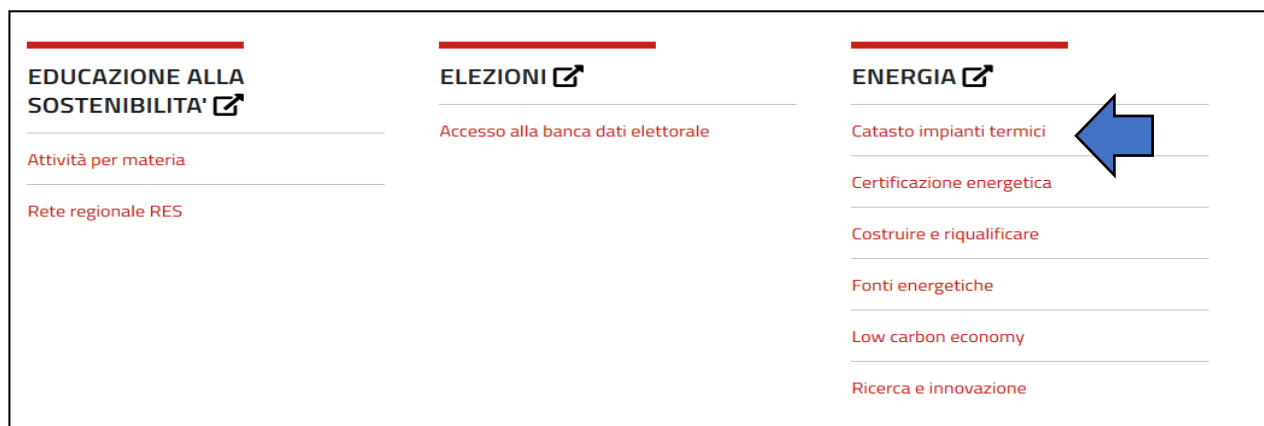 EDUCAZIONE ALLA
SOSTENIBILITA'
Attività per materia
Rete regionale RES
ELEZIONI
Accesso alla banca dati elettorale
ENERGIA
Catasto impianti termici
Certificazione energetica
Costruire e riqualificare
Fonti energetiche
Low carbon economy
Ricerca e innovazione